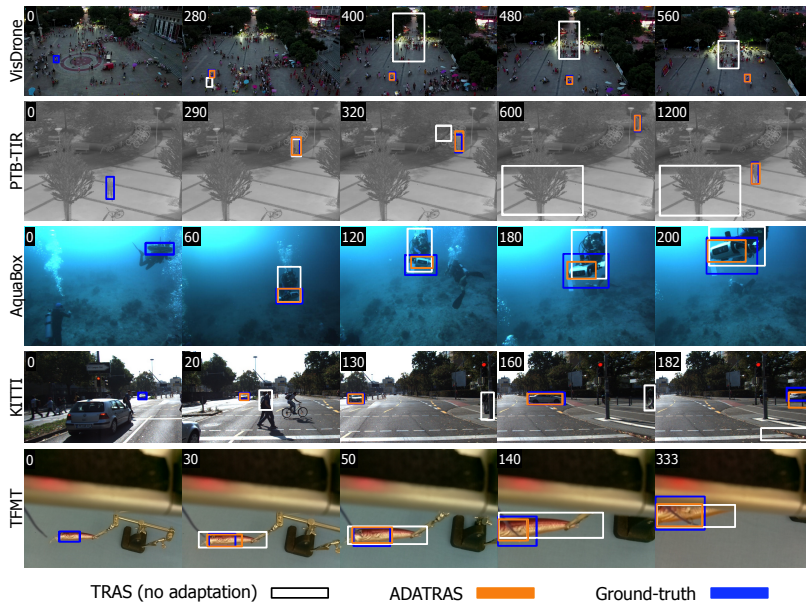 VisDrone
0 280 400 480 560
PTB-TIR
0 290 320 600 1200
AquaBox
0 60 120 180 200
KITTI
0 20 130 160 182
TFMT
0 30 50 140 333
TRAS (no adaptation) ADATRAS Ground-truth